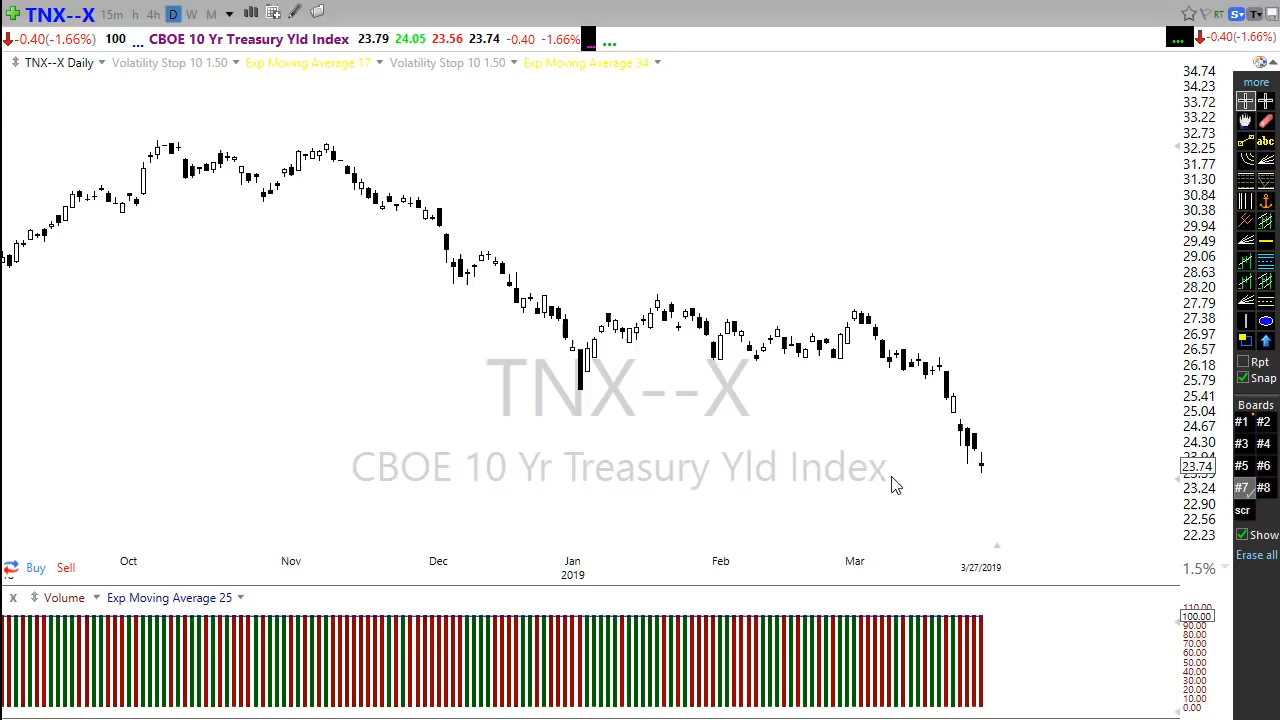 TNX--X 15m h 4h D W M RT S T
-0.40(-1.66%) 100 ... CBOE 10 Yr Treasury Yld Index 23.79 24.05 23.56 23.74 -0.40 -1.66% ... ... ... -0.40(-1.66%)
TNX--X Daily Volatility Stop 10 1.50 Exp Moving Average 17 Volatility Stop 10 1.50 Exp Moving Average 34
34.74
34.23
33.72
33.22
32.73
32.25
31.77
31.30
30.84
30.38
29.94
29.49
29.06
28.63
28.20
27.79
27.38
26.97
26.57
26.18
25.79
25.41
25.04
24.67
24.30
23.74
23.24
22.90
22.56
22.23
more
abc
Rpt
Snap
Boards
#1 #2
#3 #4
#5 #6
#7 #8
scr
Show
Erase all
TNX--X
CBOE 10 Yr Treasury Yld Index
Oct Nov Dec Jan Feb Mar 3/27/2019
2019
Buy Sell 1.5%
X Volume Exp Moving Average 25
110.00
100.00
90.00
80.00
70.00
60.00
50.00
40.00
30.00
20.00
10.00
0.00